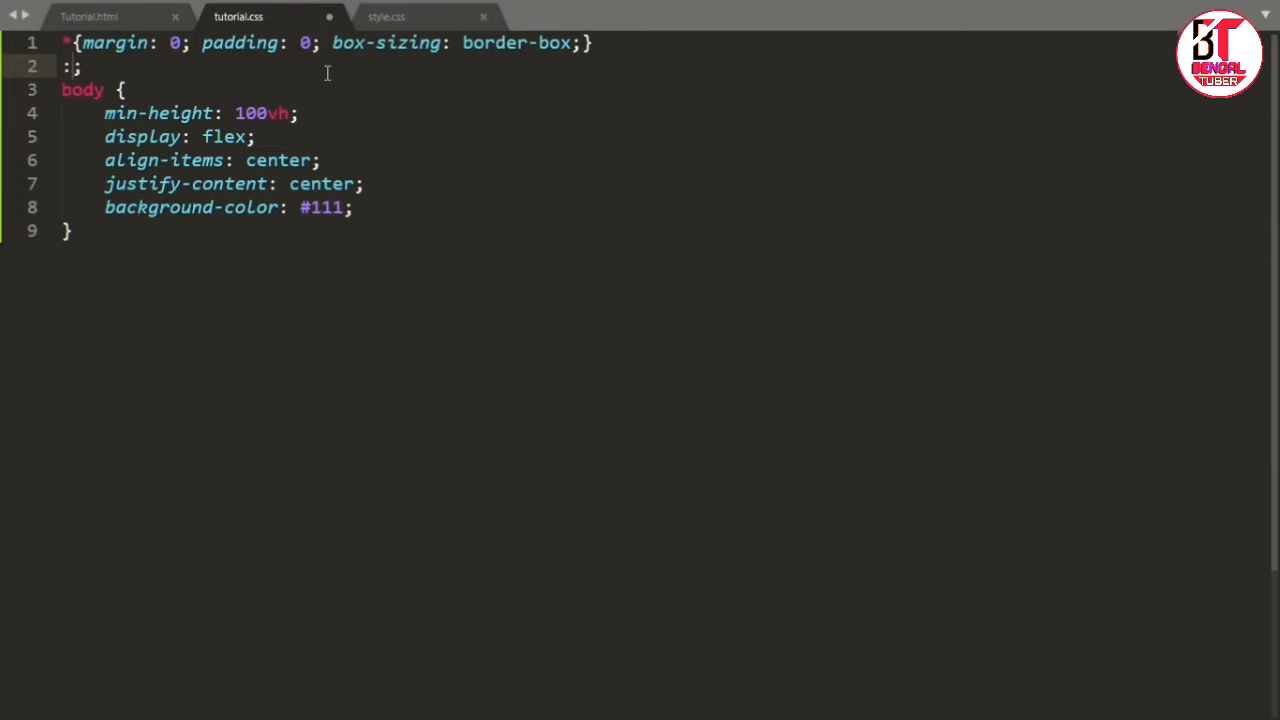 Tutorial.html tutorial.css style.css
1 *{margin: 0; padding: 0; box-sizing: border-box;}
2 :;
3 body {
4 min-height: 100vh;
5 display: flex;
6 align-items: center;
7 justify-content: center;
8 background-color: #111;
9 }
BT
BENGAL
TUBER